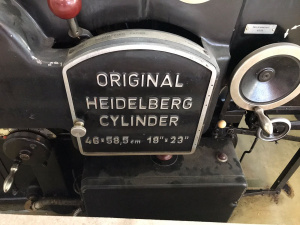 ORIGINAL
HEIDELBERG
CYLINDER
46×58,5 cm 18"×23"